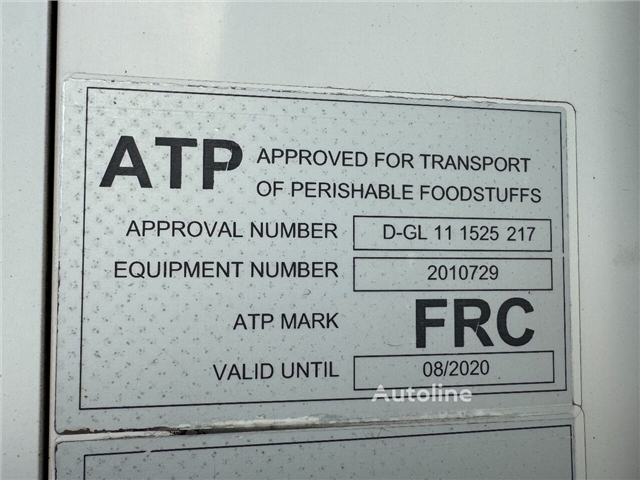 ATP APPROVED FOR TRANSPORT
OF PERISHABLE FOODSTUFFS
APPROVAL NUMBER D-GL 11 1525 217
EQUIPMENT NUMBER 2010729
ATP MARK FRC
VALID UNTIL 08/2020
Autoline